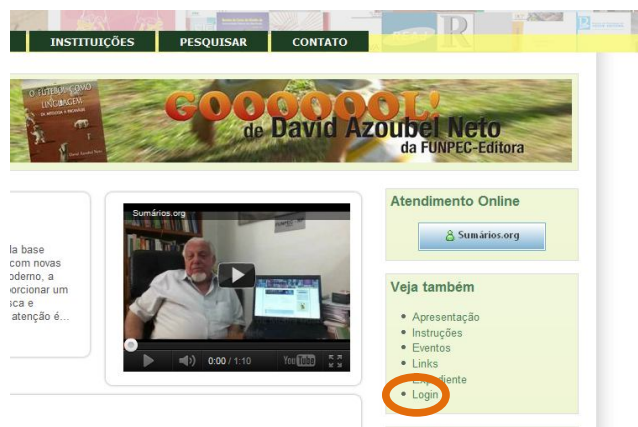 INSTITUIÇÕES PESQUISAR CONTATO
R
O FUTEBOL COMO
LINGUAGEM
GOOOOOOL!
de David Azoubel Neto
da FUNPEC-Editora
Atendimento Online
Sumários.org
Sumários.org
la base
com novas
oderno, a
orcionar um
sca e
atenção é...
0:00 / 1:10 YouTube
Veja também
Apresentação
Instruções
Eventos
Links
Expediente
Login